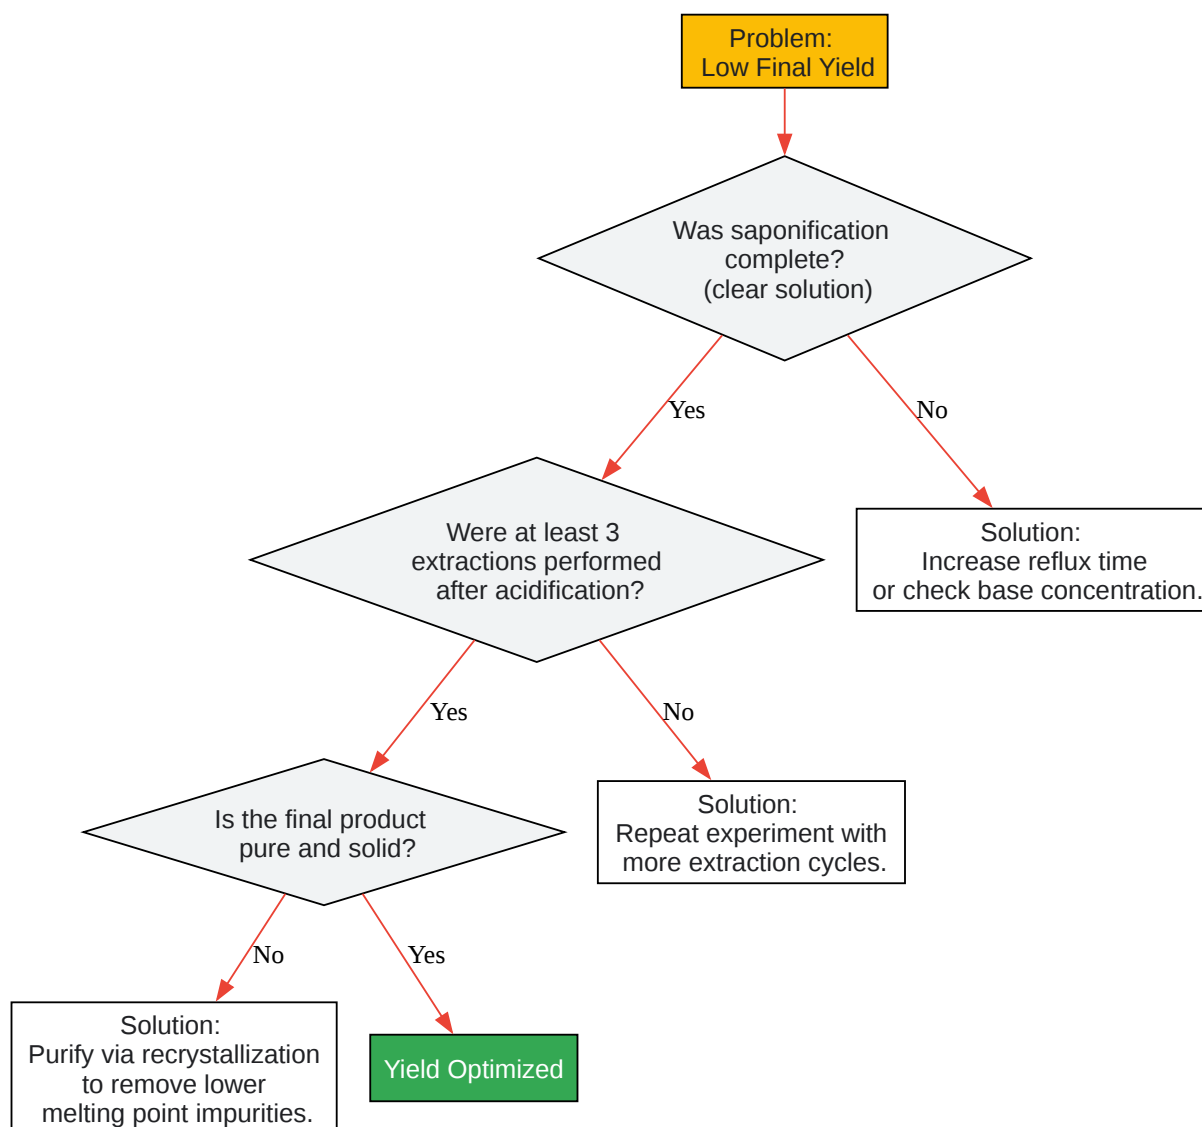 Problem:
Low Final Yield
Was saponification
complete?
(clear solution)
Yes
No
Were at least 3
extractions performed
after acidification?
Solution:
Increase reflux time
or check base concentration.
Yes
No
Is the final product
pure and solid?
Solution:
Repeat experiment with
more extraction cycles.
No
Yes
Solution:
Purify via recrystallization
to remove lower
melting point impurities.
Yield Optimized